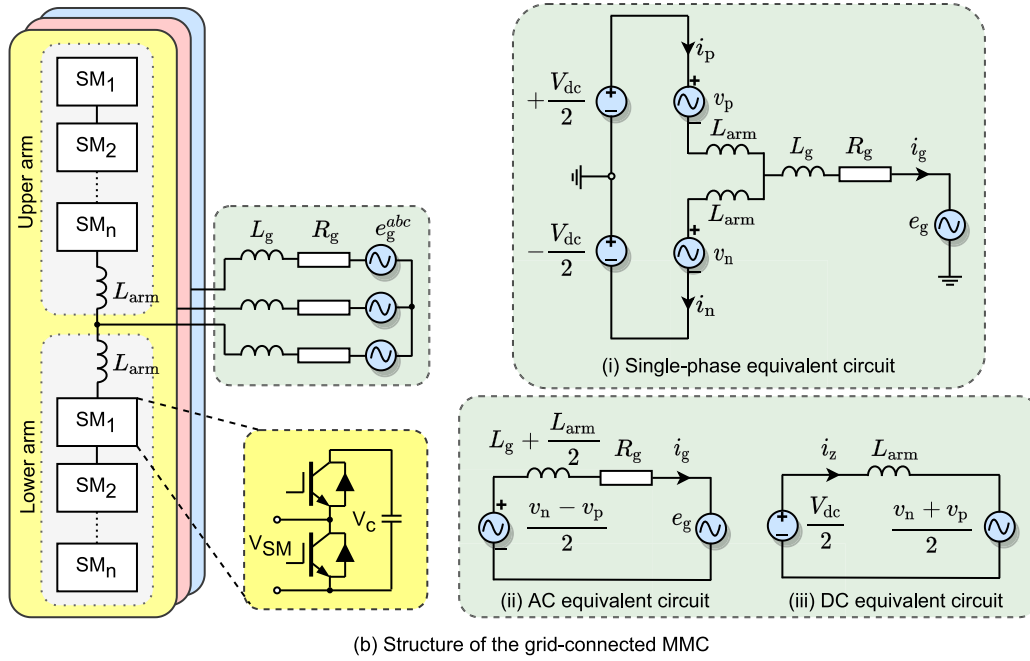 Upper arm
SM1
SM2
SMn
Larm
Lower arm
Larm
SM1
SM2
SMn
Lg Rg eg^abc
VSM
Vc
+Vdc/2
−Vdc/2
ip
+
−
vp
Larm
Larm
+
−
vn
in
Lg Rg ig
eg
+
−
+
−
(i) Single-phase equivalent circuit
Lg + Larm/2 Rg ig
+
−
(vn − vp)/2
eg
(ii) AC equivalent circuit
iz Larm
+
−
Vdc/2
(vn + vp)/2
(iii) DC equivalent circuit
(b) Structure of the grid-connected MMC